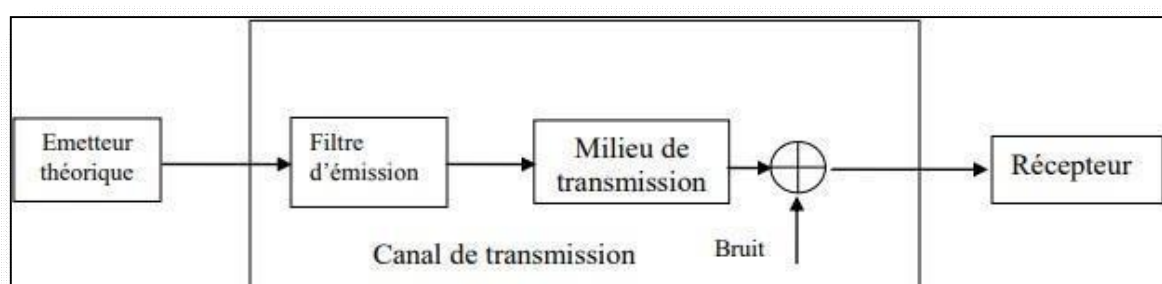 Emetteur
théorique
Filtre
d'émission
Milieu de
transmission
Récepteur
Bruit
Canal de transmission